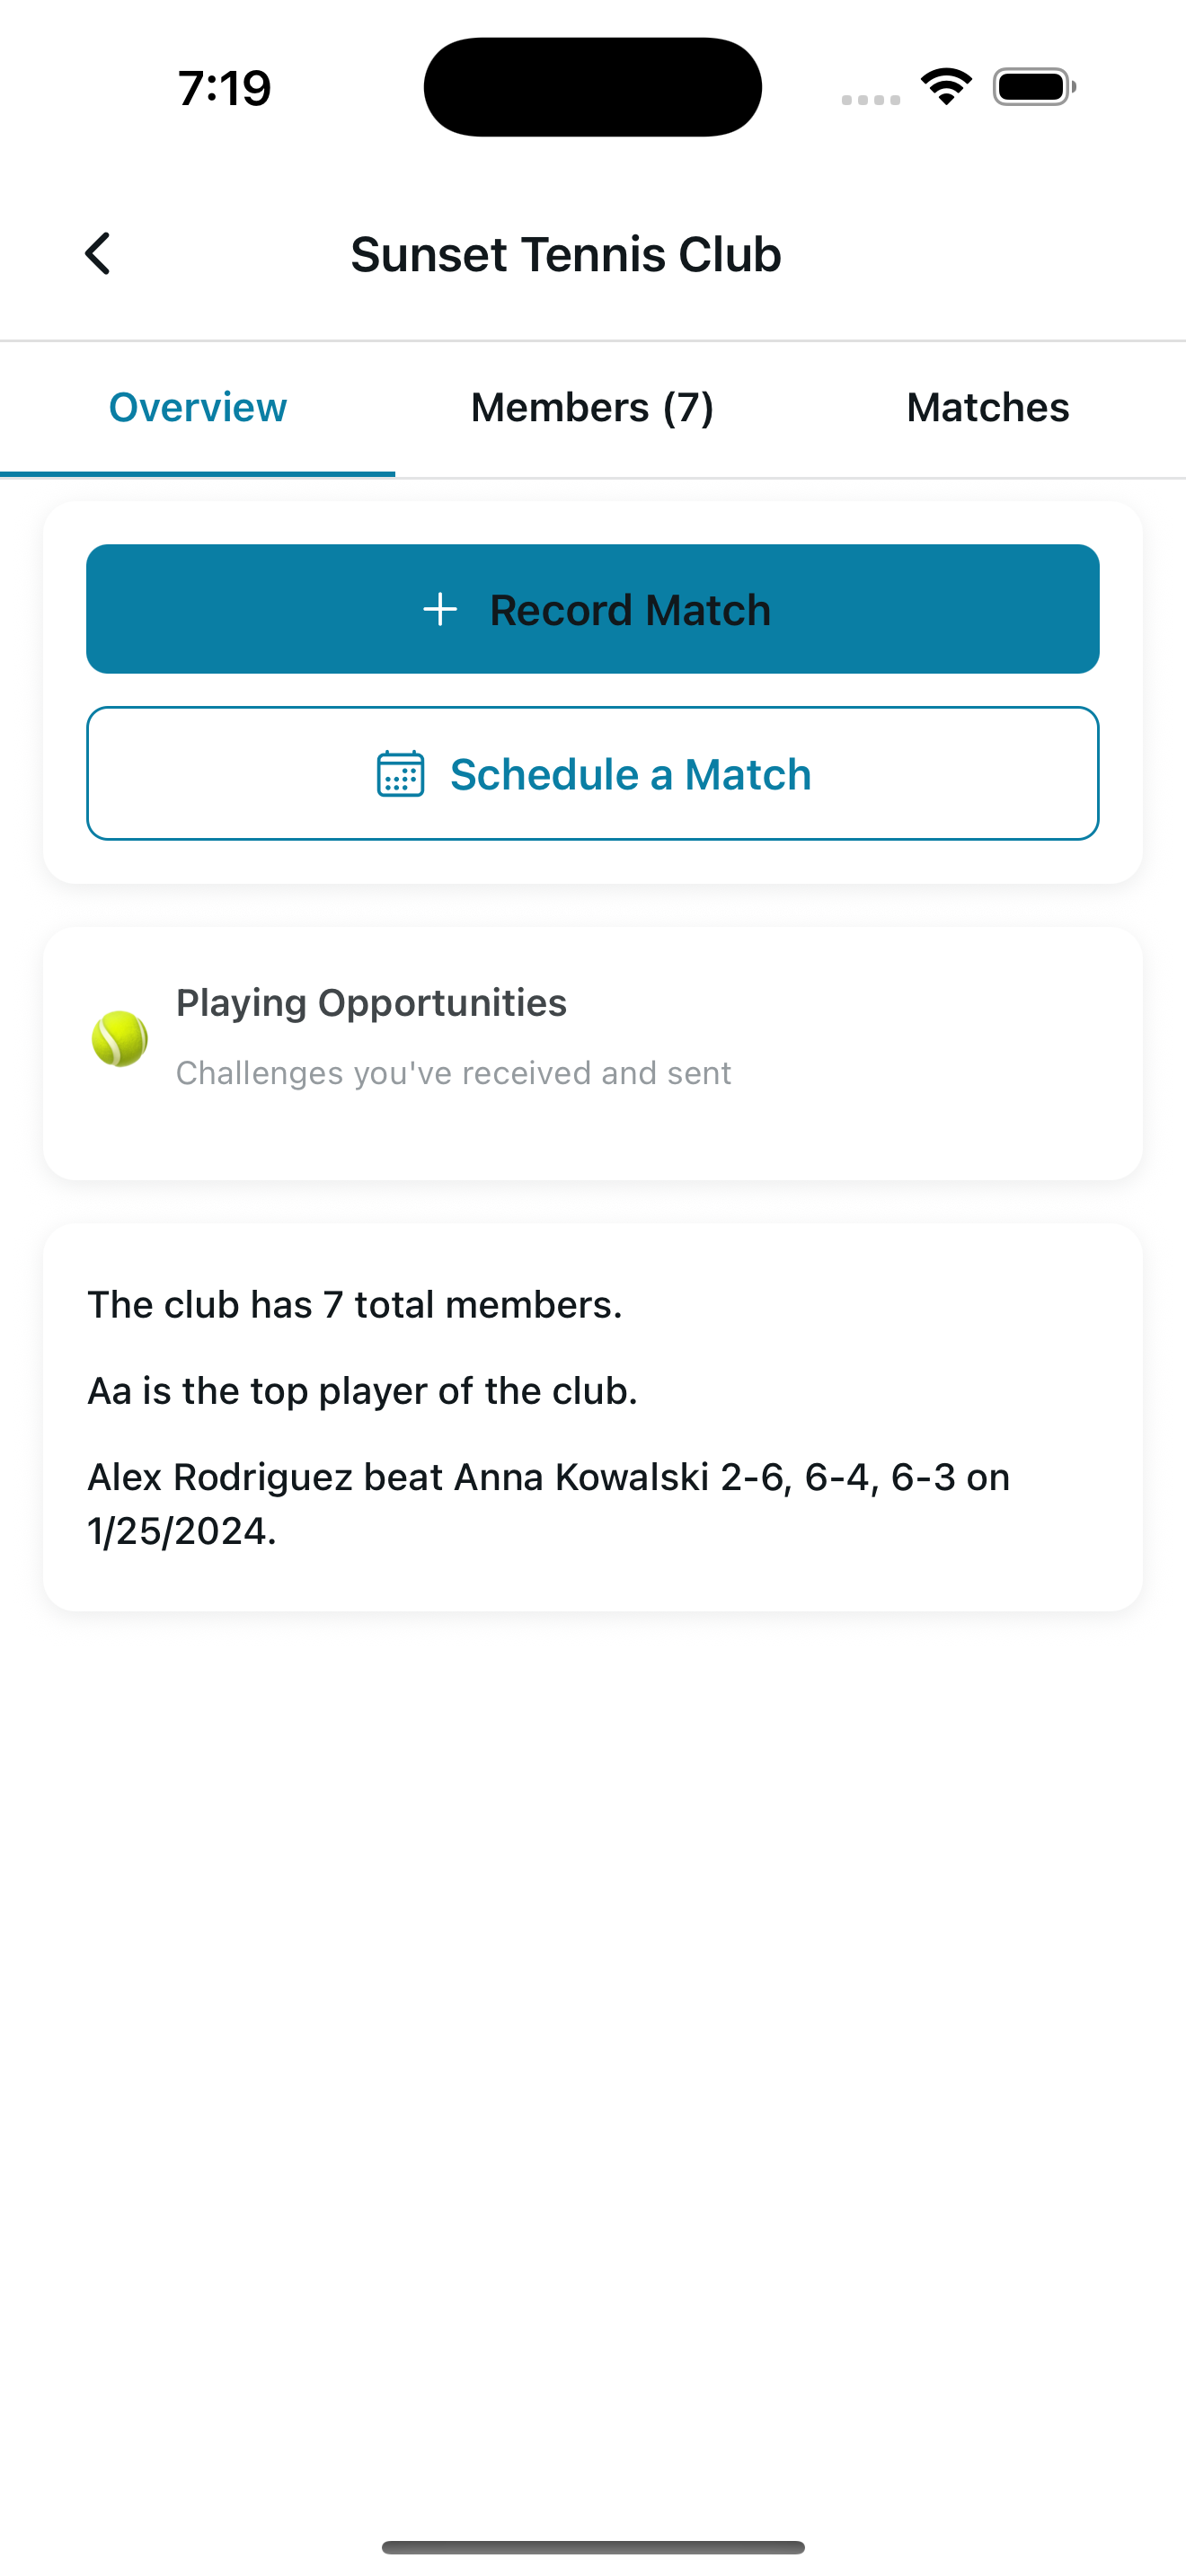 7:19
Sunset Tennis Club
Overview
Members (7)
Matches
Record Match
Schedule a Match
Playing Opportunities
Challenges you've received and sent
The club has 7 total members.
Aa is the top player of the club.
Alex Rodriguez beat Anna Kowalski 2-6, 6-4, 6-3 on
1/25/2024.